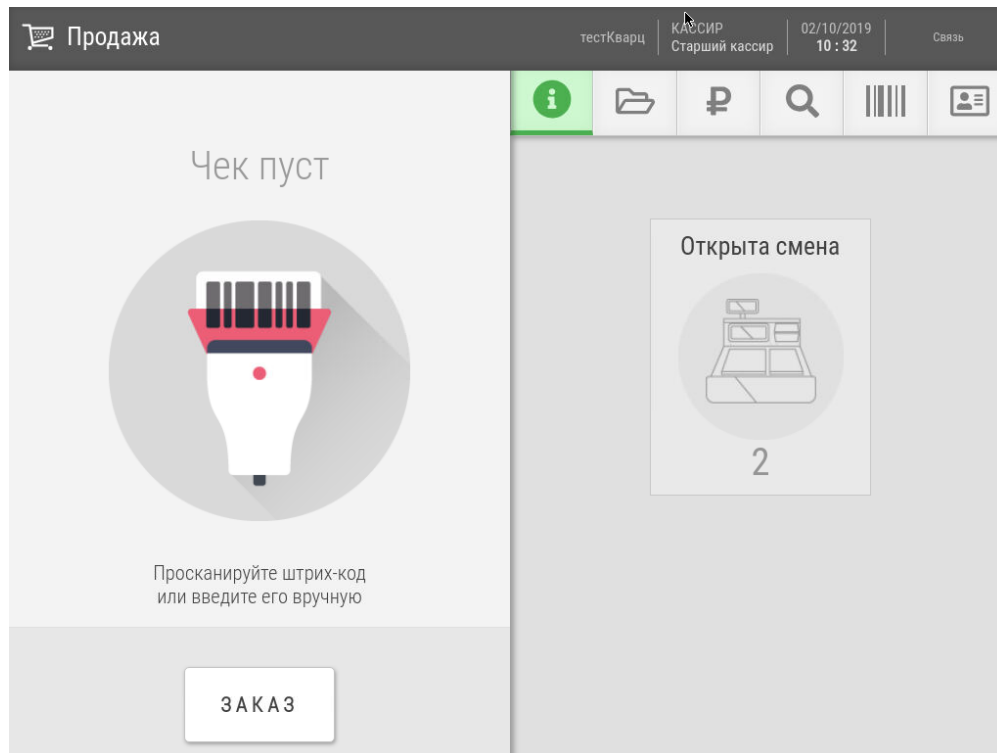 Продажа
тестКварц
КАССИР
Старший кассир
02/10/2019
10 : 32
Связь
Чек пуст
Просканируйте штрих-код
или введите его вручную
ЗАКАЗ
Открыта смена
2